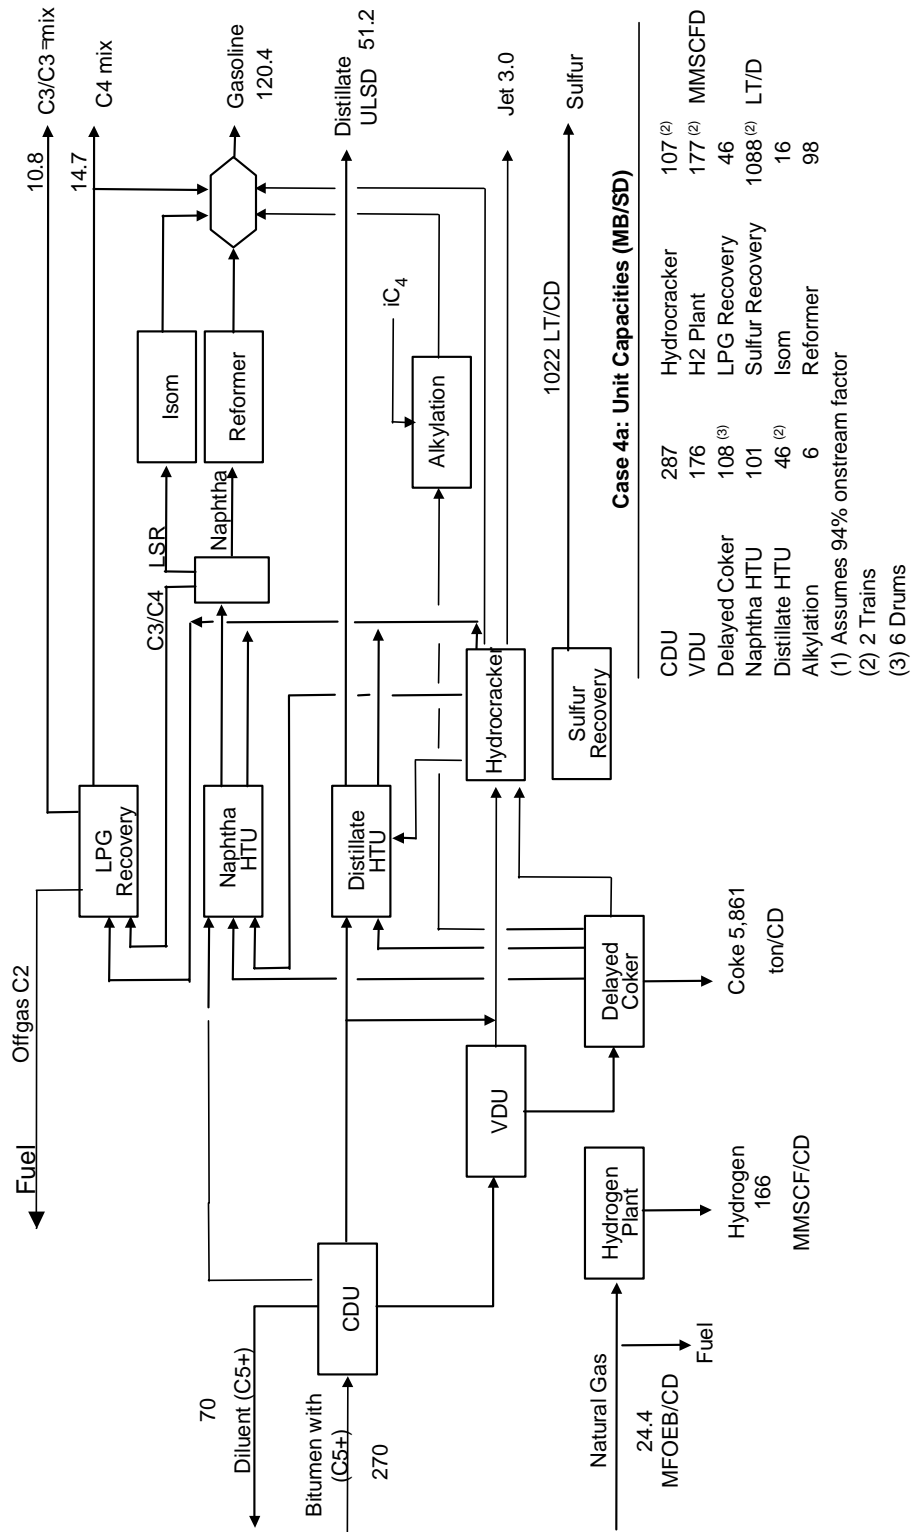 C3/C3 =mix
10.8
C4 mix
14.7
Gasoline
120.4
Distillate
ULSD 51.2
Jet 3.0
Sulfur
Offgas C2
Fuel
LPG
Recovery
C3/C4
LSR
Isom
Naphtha
Reformer
Naphtha
HTU
Distillate
HTU
iC4
Alkylation
Hydrocracker
1022 LT/CD
Sulfur
Recovery
70
Diluent (C5+)
Bitumen with
(C5+)
270
CDU
VDU
Delayed
Coker
Coke 5,861
ton/CD
Natural Gas
24.4
MFOEB/CD
Fuel
Hydrogen
Plant
Hydrogen
166
MMSCF/CD
Case 4a: Unit Capacities (MB/SD)
CDU 287 Hydrocracker 107 (2)
VDU 176 H2 Plant 177 (2) MMSCFD
Delayed Coker 108 (3) LPG Recovery 46
Naphtha HTU 101 Sulfur Recovery 1088 (2) LT/D
Distillate HTU 46 (2) Isom 16
Alkylation 6 Reformer 98
(1) Assumes 94% onstream factor
(2) 2 Trains
(3) 6 Drums